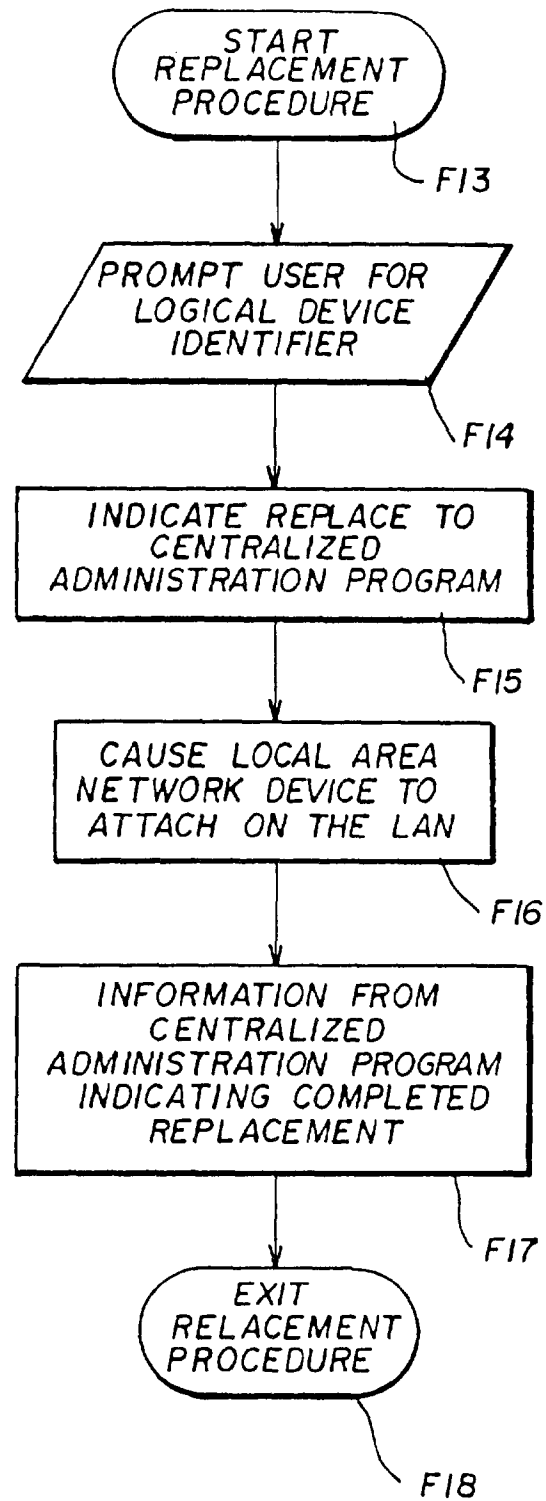 START
REPLACEMENT
PROCEDURE
F13
PROMPT USER FOR
LOGICAL DEVICE
IDENTIFIER
F14
INDICATE REPLACE TO
CENTRALIZED
ADMINISTRATION PROGRAM
F15
CAUSE LOCAL AREA
NETWORK DEVICE TO
ATTACH ON THE LAN
F16
INFORMATION FROM
CENTRALIZED
ADMINISTRATION PROGRAM
INDICATING COMPLETED
REPLACEMENT
F17
EXIT
RELACEMENT
PROCEDURE
F18